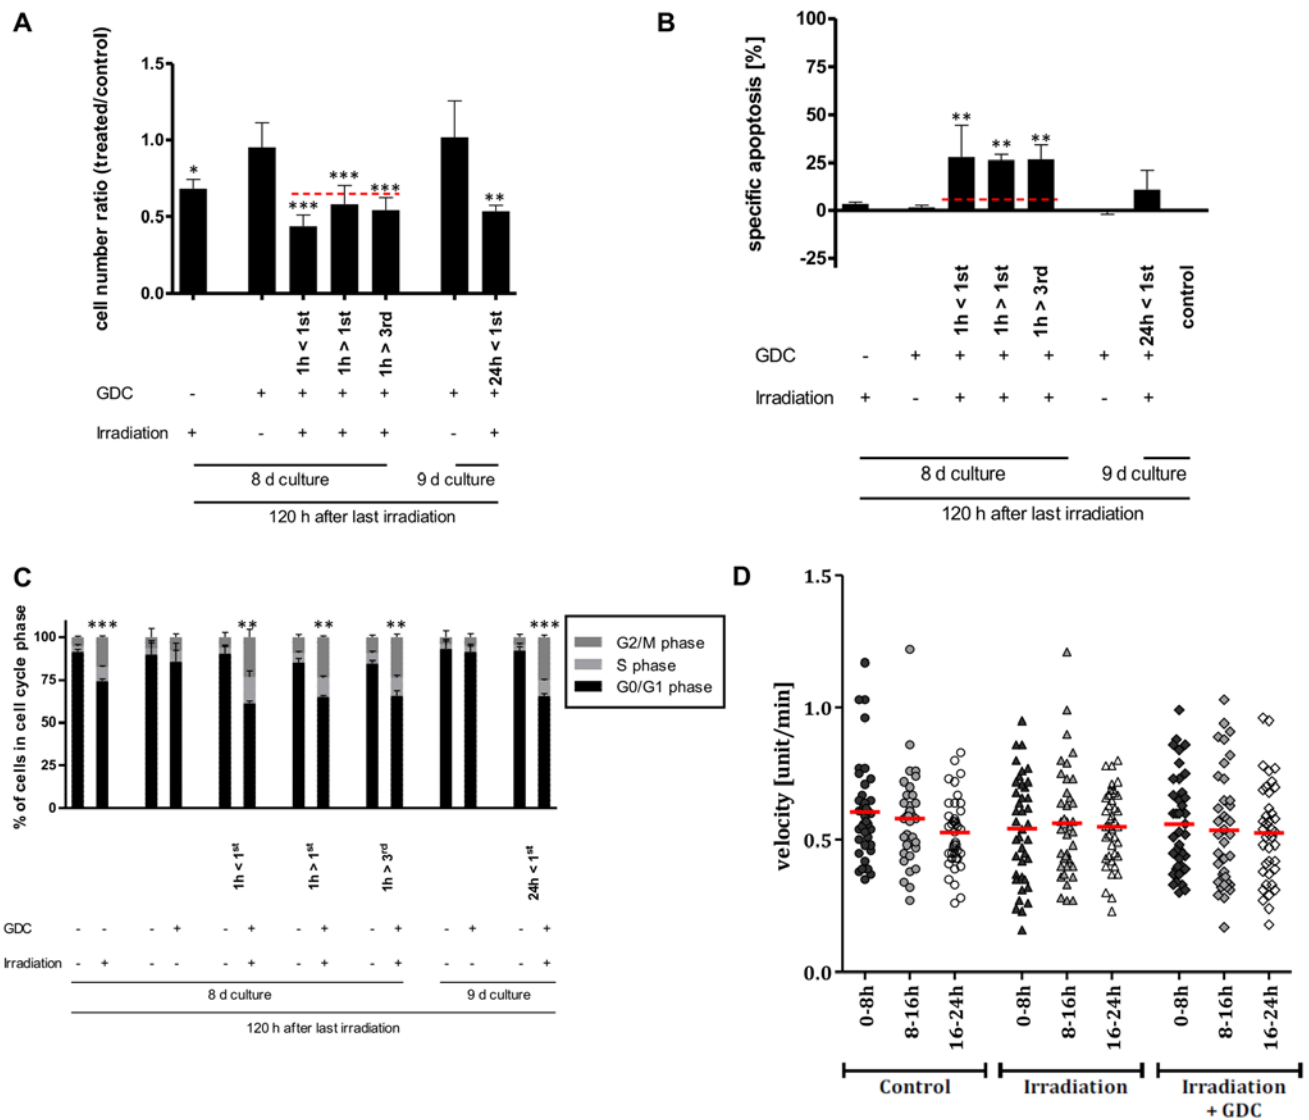 A
cell number ratio (treated/control)
1.5
1.0
0.5
0.0
*
***
***
***
**
1h < 1st
1h > 1st
1h > 3rd
24h < 1st
GDC - + + + + + +
Irradiation + - + + + - +
8 d culture 9 d culture
120 h after last irradiation
B
specific apoptosis [%]
100
75
50
25
0
-25
**
**
**
1h < 1st
1h > 1st
1h > 3rd
24h < 1st
control
GDC - + + + + + +
Irradiation + - + + + - +
8 d culture 9 d culture
120 h after last irradiation
C
% of cells in cell cycle phase
100
75
50
25
0
*** ** ** ** ***
G2/M phase
S phase
G0/G1 phase
1h < 1st
1h > 1st
1h > 3rd
24h < 1st
GDC - - - + - + - + - + - + - +
Irradiation - + - - - + - + - + - - - +
8 d culture 9 d culture
120 h after last irradiation
D
velocity [unit/min]
1.5
1.0
0.5
0.0
0-8h
8-16h
16-24h
0-8h
8-16h
16-24h
0-8h
8-16h
16-24h
Control Irradiation Irradiation
+ GDC